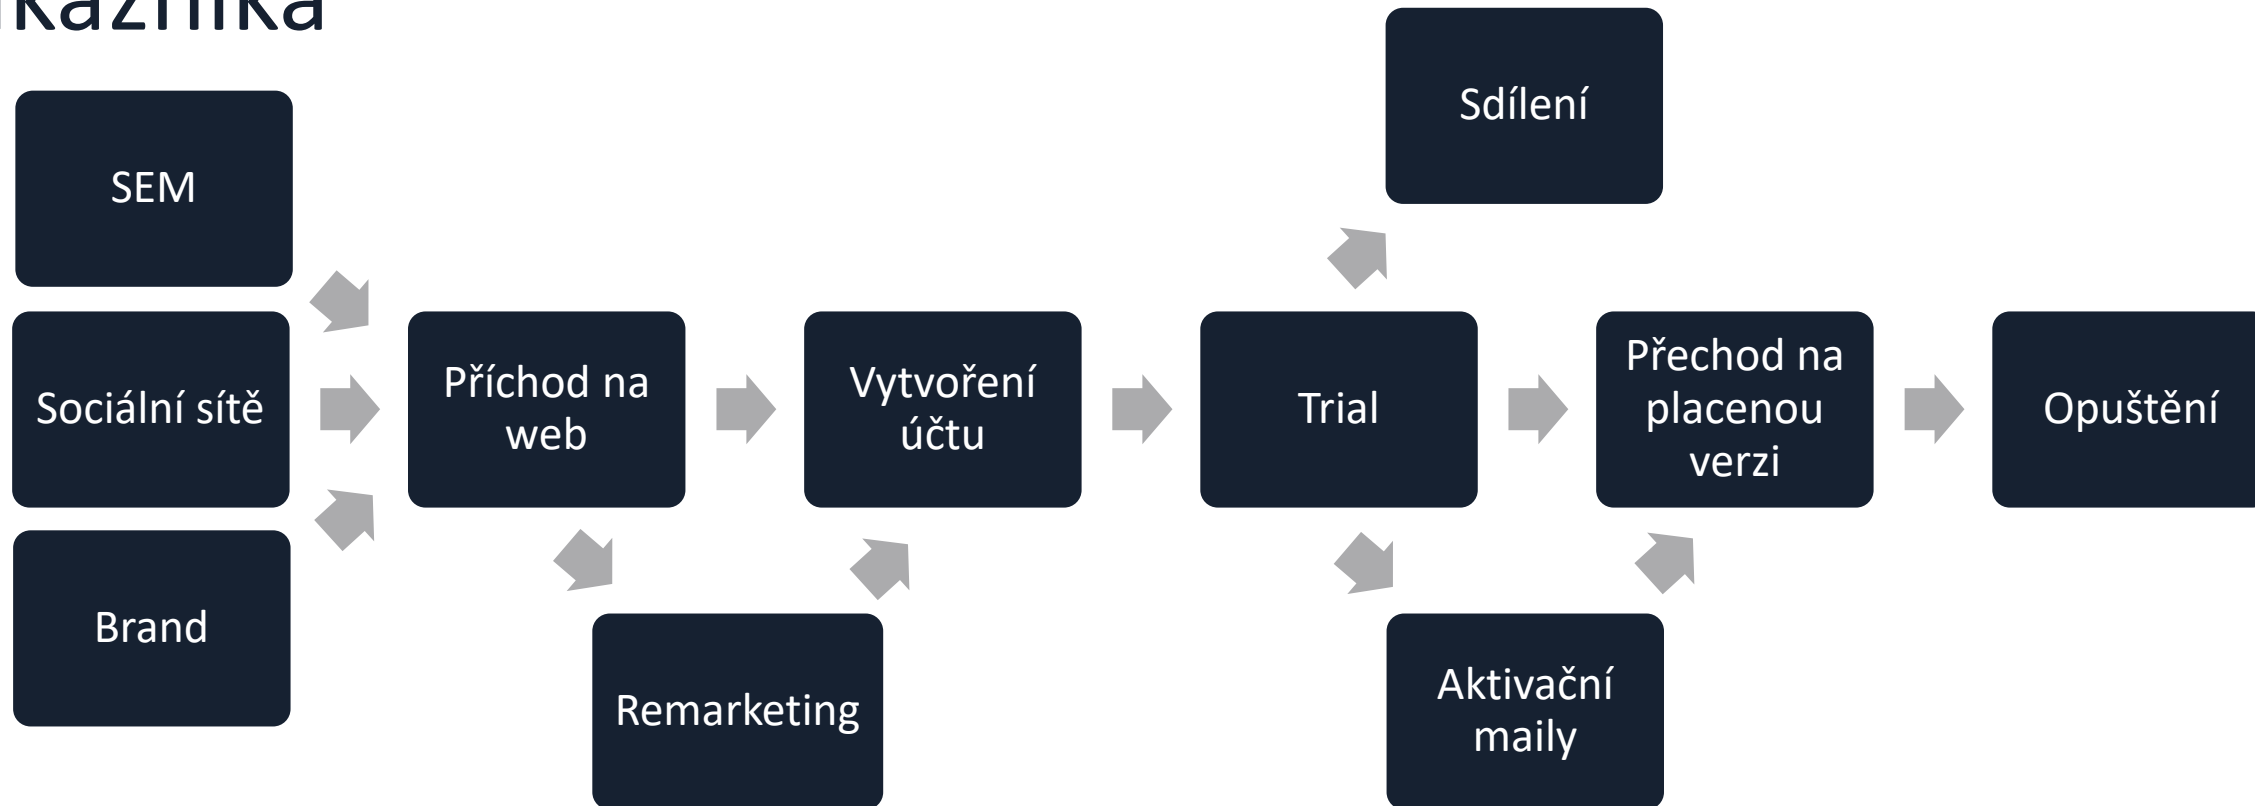 SEM
Sociální sítě
Brand
Příchod na
web
Remarketing
Vytvoření
účtu
Trial
Sdílení
Aktivační
maily
Přechod na
placenou
verzi
Opuštění